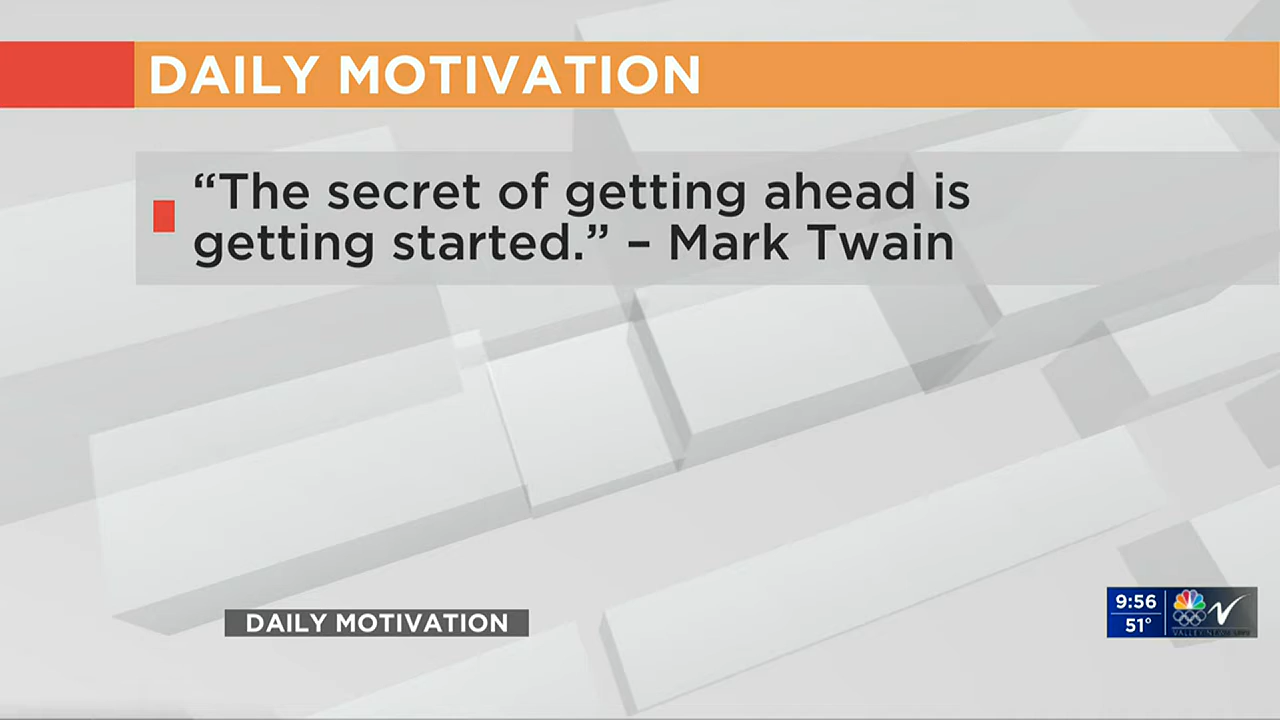 DAILY MOTIVATION
“The secret of getting ahead is
getting started.” – Mark Twain
DAILY MOTIVATION
9:56
51°